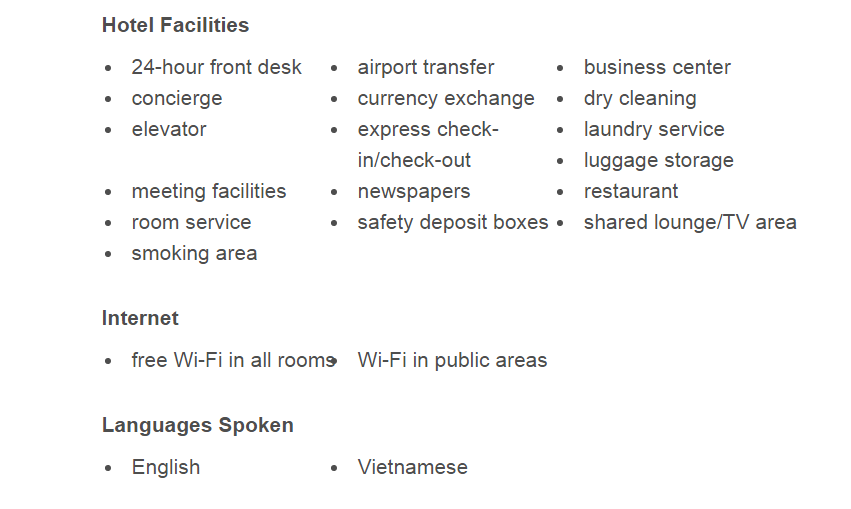 Hotel Facilities
24-hour front desk
airport transfer
business center
concierge
currency exchange
dry cleaning
elevator
express check-
in/check-out
laundry service
luggage storage
meeting facilities
newspapers
restaurant
room service
safety deposit boxes
shared lounge/TV area
smoking area
Internet
free Wi-Fi in all rooms
Wi-Fi in public areas
Languages Spoken
English
Vietnamese